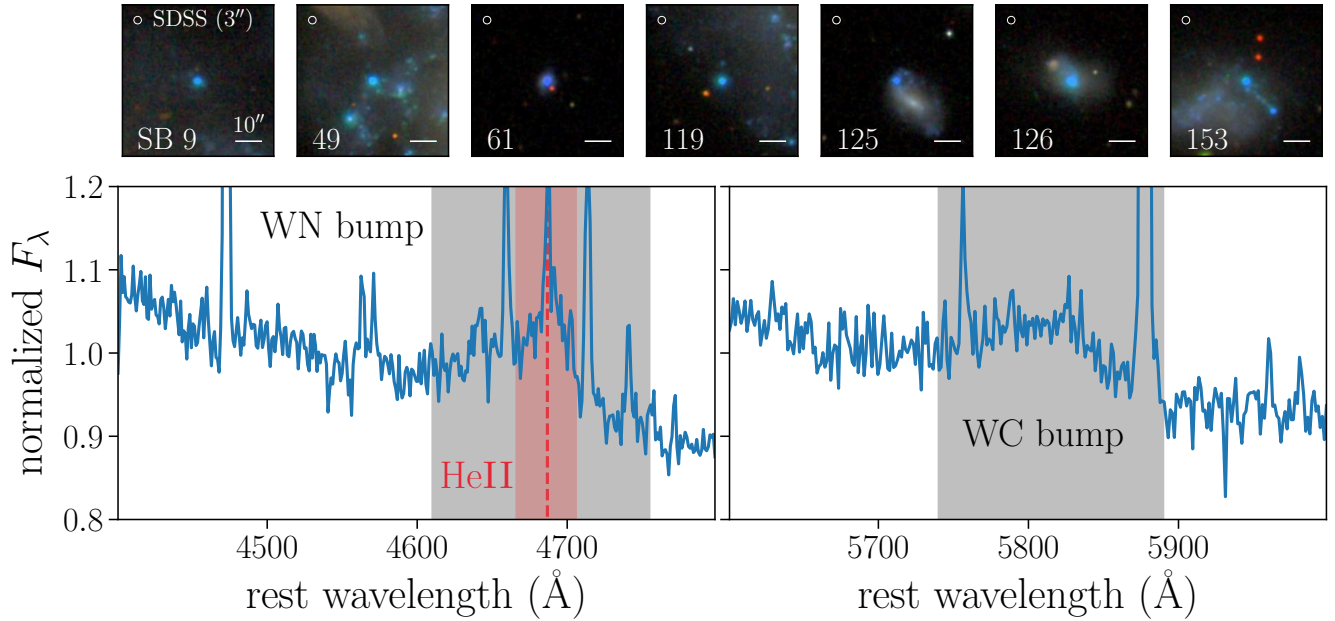 SDSS (3″)
SB 9
10″
49
61
119
125
126
153
normalized Fλ
1.2
1.1
1.0
0.9
0.8
WN bump
HeII
WC bump
4500
4600
4700
5700
5800
5900
rest wavelength (Å)
rest wavelength (Å)